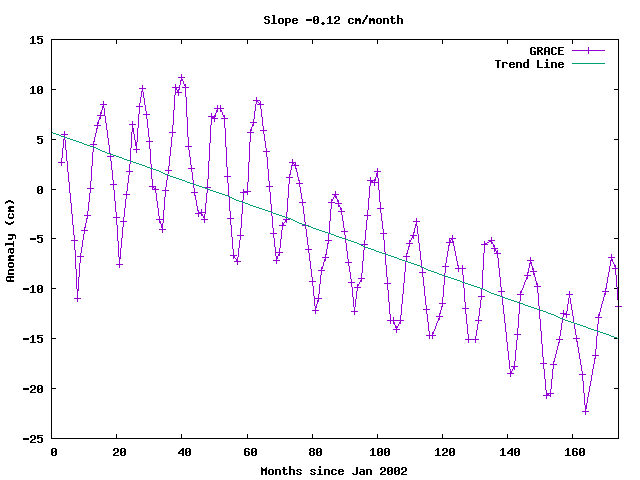 Slope -0.12 cm/month
GRACE
Trend Line
15
10
5
0
-5
-10
-15
-20
-25
Anomaly (cm)
0 20 40 60 80 100 120 140 160
Months since Jan 2002